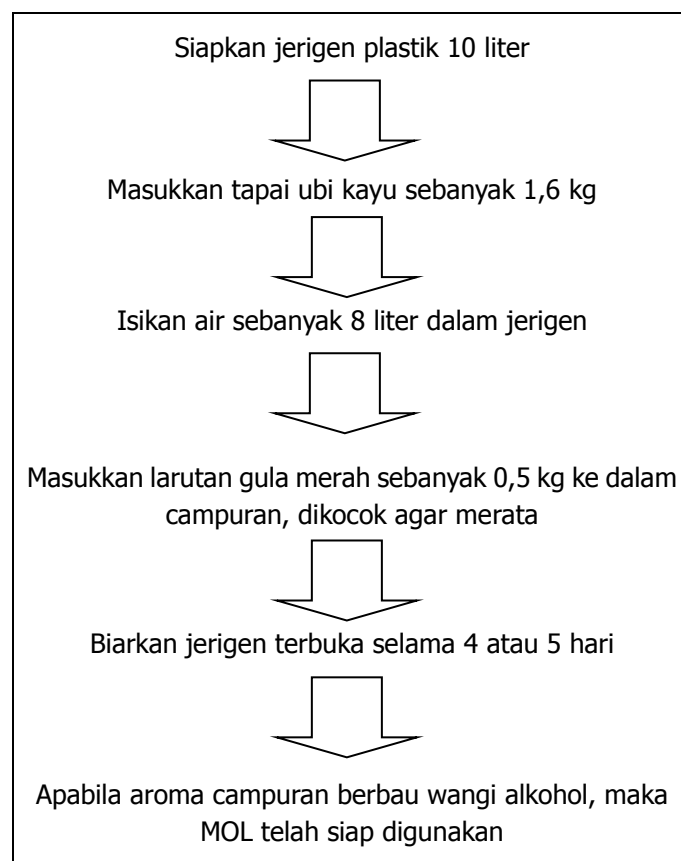 Siapkan jerigen plastik 10 liter
Masukkan tapai ubi kayu sebanyak 1,6 kg
Isikan air sebanyak 8 liter dalam jerigen
Masukkan larutan gula merah sebanyak 0,5 kg ke dalam
campuran, dikocok agar merata
Biarkan jerigen terbuka selama 4 atau 5 hari
Apabila aroma campuran berbau wangi alkohol, maka
MOL telah siap digunakan